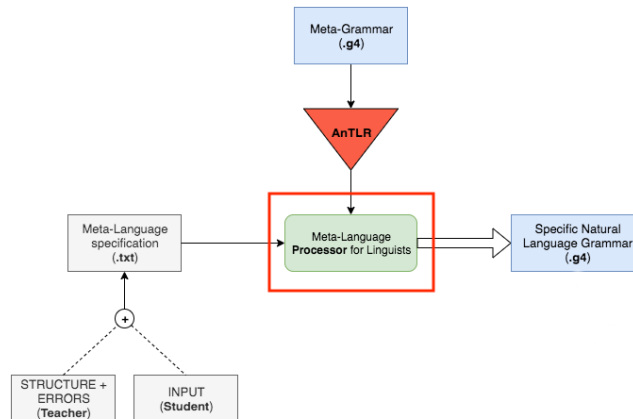 Meta-Grammar
(.g4)
AnTLR
Meta-Language
specification
(.txt)
Meta-Language
Processor for Linguists
Specific Natural
Language Grammar
(.g4)
+
STRUCTURE +
ERRORS
(Teacher)
INPUT
(Student)